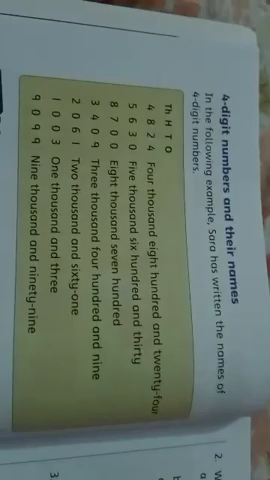 4-digit numbers and their names
In the following example, Sara has written the names of
4-digit numbers.
Th H T O
4 8 2 4 Four thousand eight hundred and twenty-four
5 6 3 0 Five thousand six hundred and thirty
8 7 0 0 Eight thousand seven hundred
3 4 0 9 Three thousand four hundred and nine
2 0 6 1 Two thousand and sixty-one
1 0 0 3 One thousand and three
9 0 9 9 Nine thousand and ninety-nine
2.
3